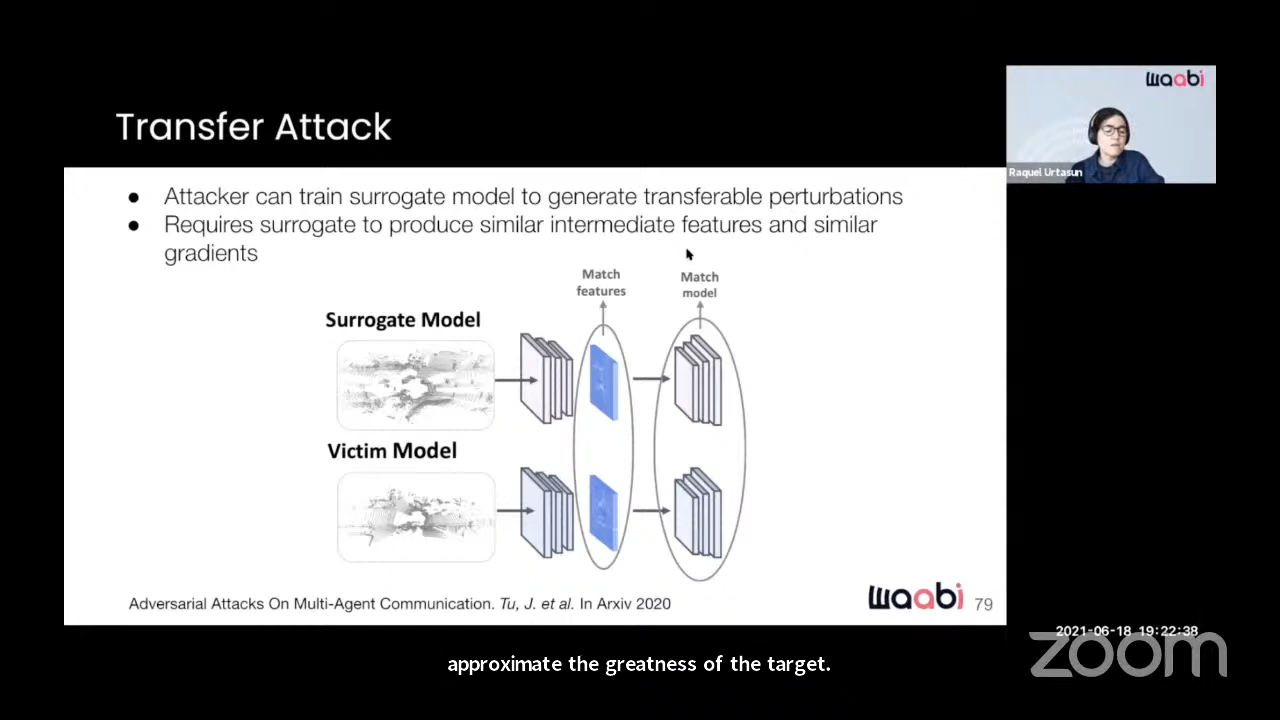 Transfer Attack
waabi
Raquel Urtasun
● Attacker can train surrogate model to generate transferable perturbations
● Requires surrogate to produce similar intermediate features and similar
gradients
Match
features
Match
model
Surrogate Model
Victim Model
Adversarial Attacks On Multi-Agent Communication. Tu, J. et al. In Arxiv 2020
waabi
79
2021-06-18 19:22:38
zoom
approximate the greatness of the target.